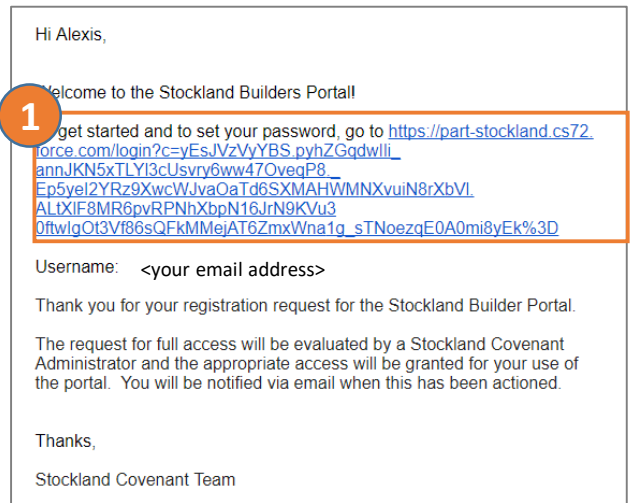 Hi Alexis,
Welcome to the Stockland Builders Portal!
1
get started and to set your password, go to https://part-stockland.cs72.
force.com/login?c=yEsJVzVyYBS.pyhZGqdwlli_
annJKN5xTLYl3cUsvry6ww47OveqP8._
Ep5yel2YRz9XwcWJvaOaTd6SXMAHWMNXvuiN8rXbVl.
ALtXlF8MR6pvRPNhXbpN16JrN9KVu3
0ftwlgOt3Vf86sQFkMMejAT6ZmxWna1g_sTNoezqE0A0mi8yEk%3D
Username: <your email address>
Thank you for your registration request for the Stockland Builder Portal.
The request for full access will be evaluated by a Stockland Covenant
Administrator and the appropriate access will be granted for your use of
the portal. You will be notified via email when this has been actioned.
Thanks,
Stockland Covenant Team